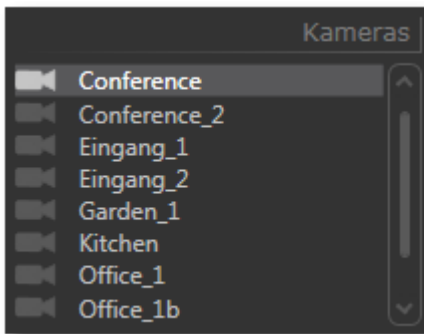 Kameras
Conference
Conference_2
Eingang_1
Eingang_2
Garden_1
Kitchen
Office_1
Office_1b